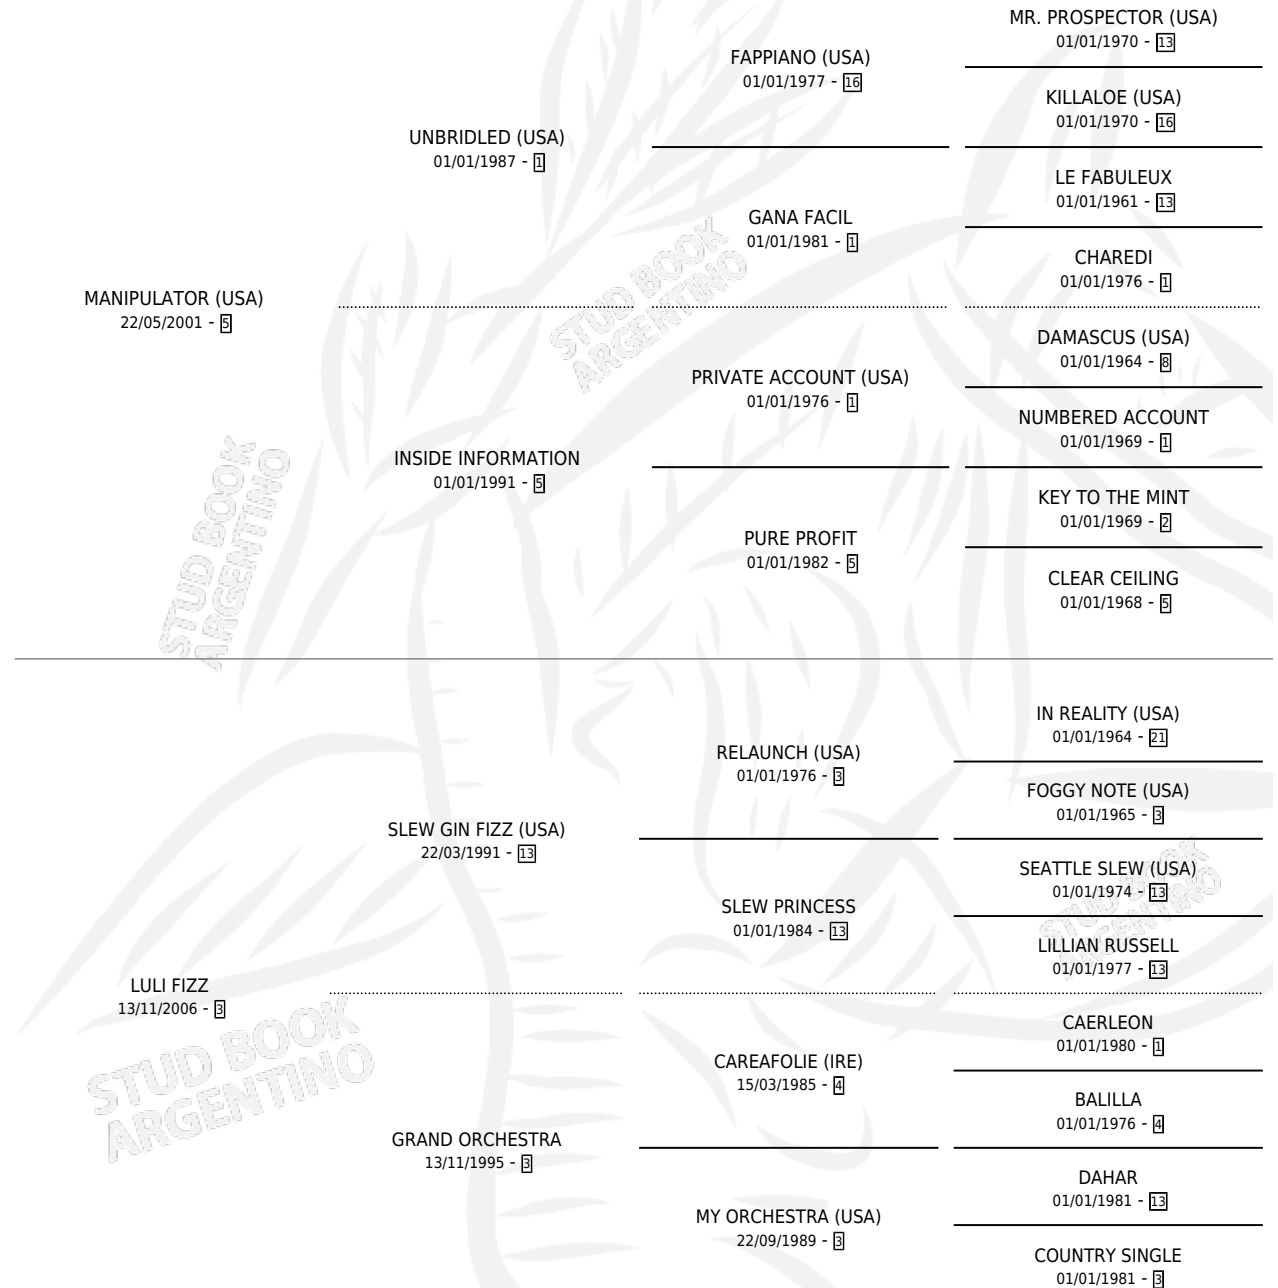 MR. PROSPECTOR (USA)
01/01/1970 - 13
FAPPIANO (USA)
01/01/1977 - 16
KILLALOE (USA)
01/01/1970 - 16
UNBRIDLED (USA)
01/01/1987 - 1
LE FABULEUX
01/01/1961 - 13
GANA FACIL
01/01/1981 - 1
CHAREDI
01/01/1976 - 1
MANIPULATOR (USA)
22/05/2001 - 5
DAMASCUS (USA)
01/01/1964 - 8
PRIVATE ACCOUNT (USA)
01/01/1976 - 1
NUMBERED ACCOUNT
01/01/1969 - 1
INSIDE INFORMATION
01/01/1991 - 5
KEY TO THE MINT
01/01/1969 - 2
PURE PROFIT
01/01/1982 - 5
CLEAR CEILING
01/01/1968 - 5
IN REALITY (USA)
01/01/1964 - 21
RELAUNCH (USA)
01/01/1976 - 3
FOGGY NOTE (USA)
01/01/1965 - 3
SLEW GIN FIZZ (USA)
22/03/1991 - 13
SEATTLE SLEW (USA)
01/01/1974 - 13
SLEW PRINCESS
01/01/1984 - 13
LILLIAN RUSSELL
01/01/1977 - 13
LULI FIZZ
13/11/2006 - 3
CAERLEON
01/01/1980 - 1
CAREAFOLIE (IRE)
15/03/1985 - 4
BALILLA
01/01/1976 - 4
GRAND ORCHESTRA
13/11/1995 - 3
DAHAR
01/01/1981 - 13
MY ORCHESTRA (USA)
22/09/1989 - 3
COUNTRY SINGLE
01/01/1981 - 3
STUD BOOK
ARGENTINO
STUD BOOK
ARGENTINO
STUD BOOK
ARGENTINO
STUD BOOK
ARGENTINO